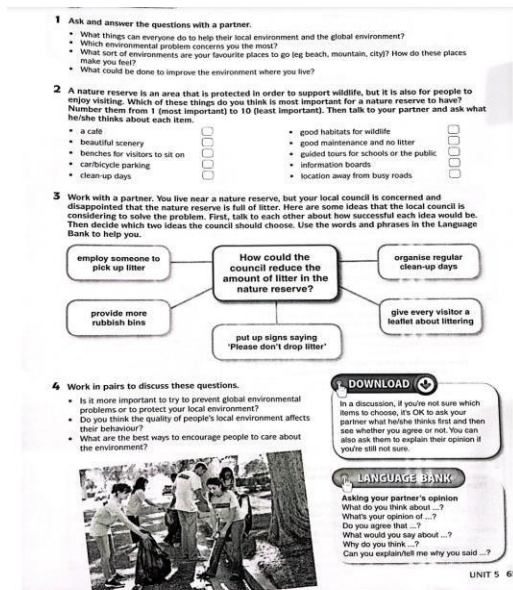 1 Ask and answer the questions with a partner.
• What things can everyone do to help their local environment and the global environment?
• Which environmental problem concerns you the most?
• What sort of environments are your favourite places to go (eg beach, mountain, city)? How do these places
make you feel?
• What could be done to improve the environment where you live?
2 A nature reserve is an area that is protected in order to support wildlife, but it is also for people to
enjoy visiting. Which of these things do you think is most important for a nature reserve to have?
Number them from 1 (most important) to 10 (least important). Then talk to your partner and ask what
he/she thinks about each item.
• a café
• beautiful scenery
• benches for visitors to sit on
• car/bicycle parking
• clean-up days
• good habitats for wildlife
• good maintenance and no litter
• guided tours for schools or the public
• information boards
• location away from busy roads
3 Work with a partner. You live near a nature reserve, but your local council is concerned and
disappointed that the nature reserve is full of litter. Here are some ideas that the local council is
considering to solve the problem. First, talk to each other about how successful each idea would be.
Then decide which two ideas the council should choose. Use the words and phrases in the Language
Bank to help you.
employ someone to
pick up litter
How could the
council reduce the
amount of litter in the
nature reserve?
organise regular
clean-up days
provide more
rubbish bins
put up signs saying
'Please don't drop litter'
give every visitor a
leaflet about littering
4 Work in pairs to discuss these questions.
• Is it more important to try to prevent global environmental
problems or to protect your local environment?
• Do you think the quality of people's local environment affects
their behaviour?
• What are the best ways to encourage people to care about
the environment?
DOWNLOAD
In a discussion, if you're not sure which
items to choose, it's OK to ask your
partner what he/she thinks first and then
see whether you agree or not. You can
also ask them to explain their opinion if
you're still not sure.
LANGUAGE BANK
Asking your partner's opinion
What do you think about ...?
What's your opinion of ...?
Do you agree that ...?
What would you say about ...?
Why do you think ...?
Can you explain/tell me why you said ...?
UNIT 5 6